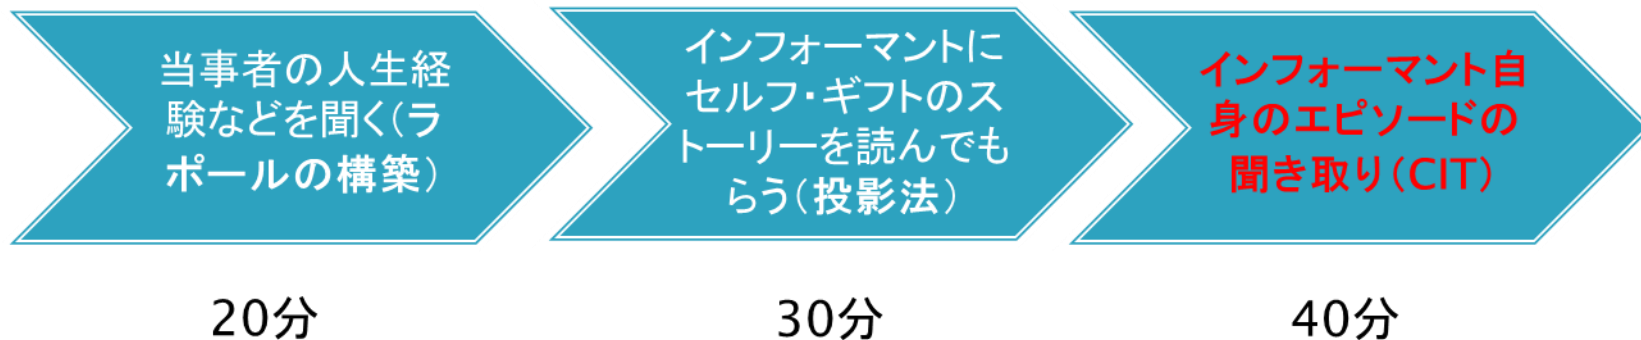 当事者の人生経
験などを聞く(ラ
ポールの構築)
インフォーマントに
セルフ・ギフトのス
トーリーを読んでも
らう(投影法)
インフォーマント自
身のエピソードの
聞き取り(CIT)
20分
30分
40分